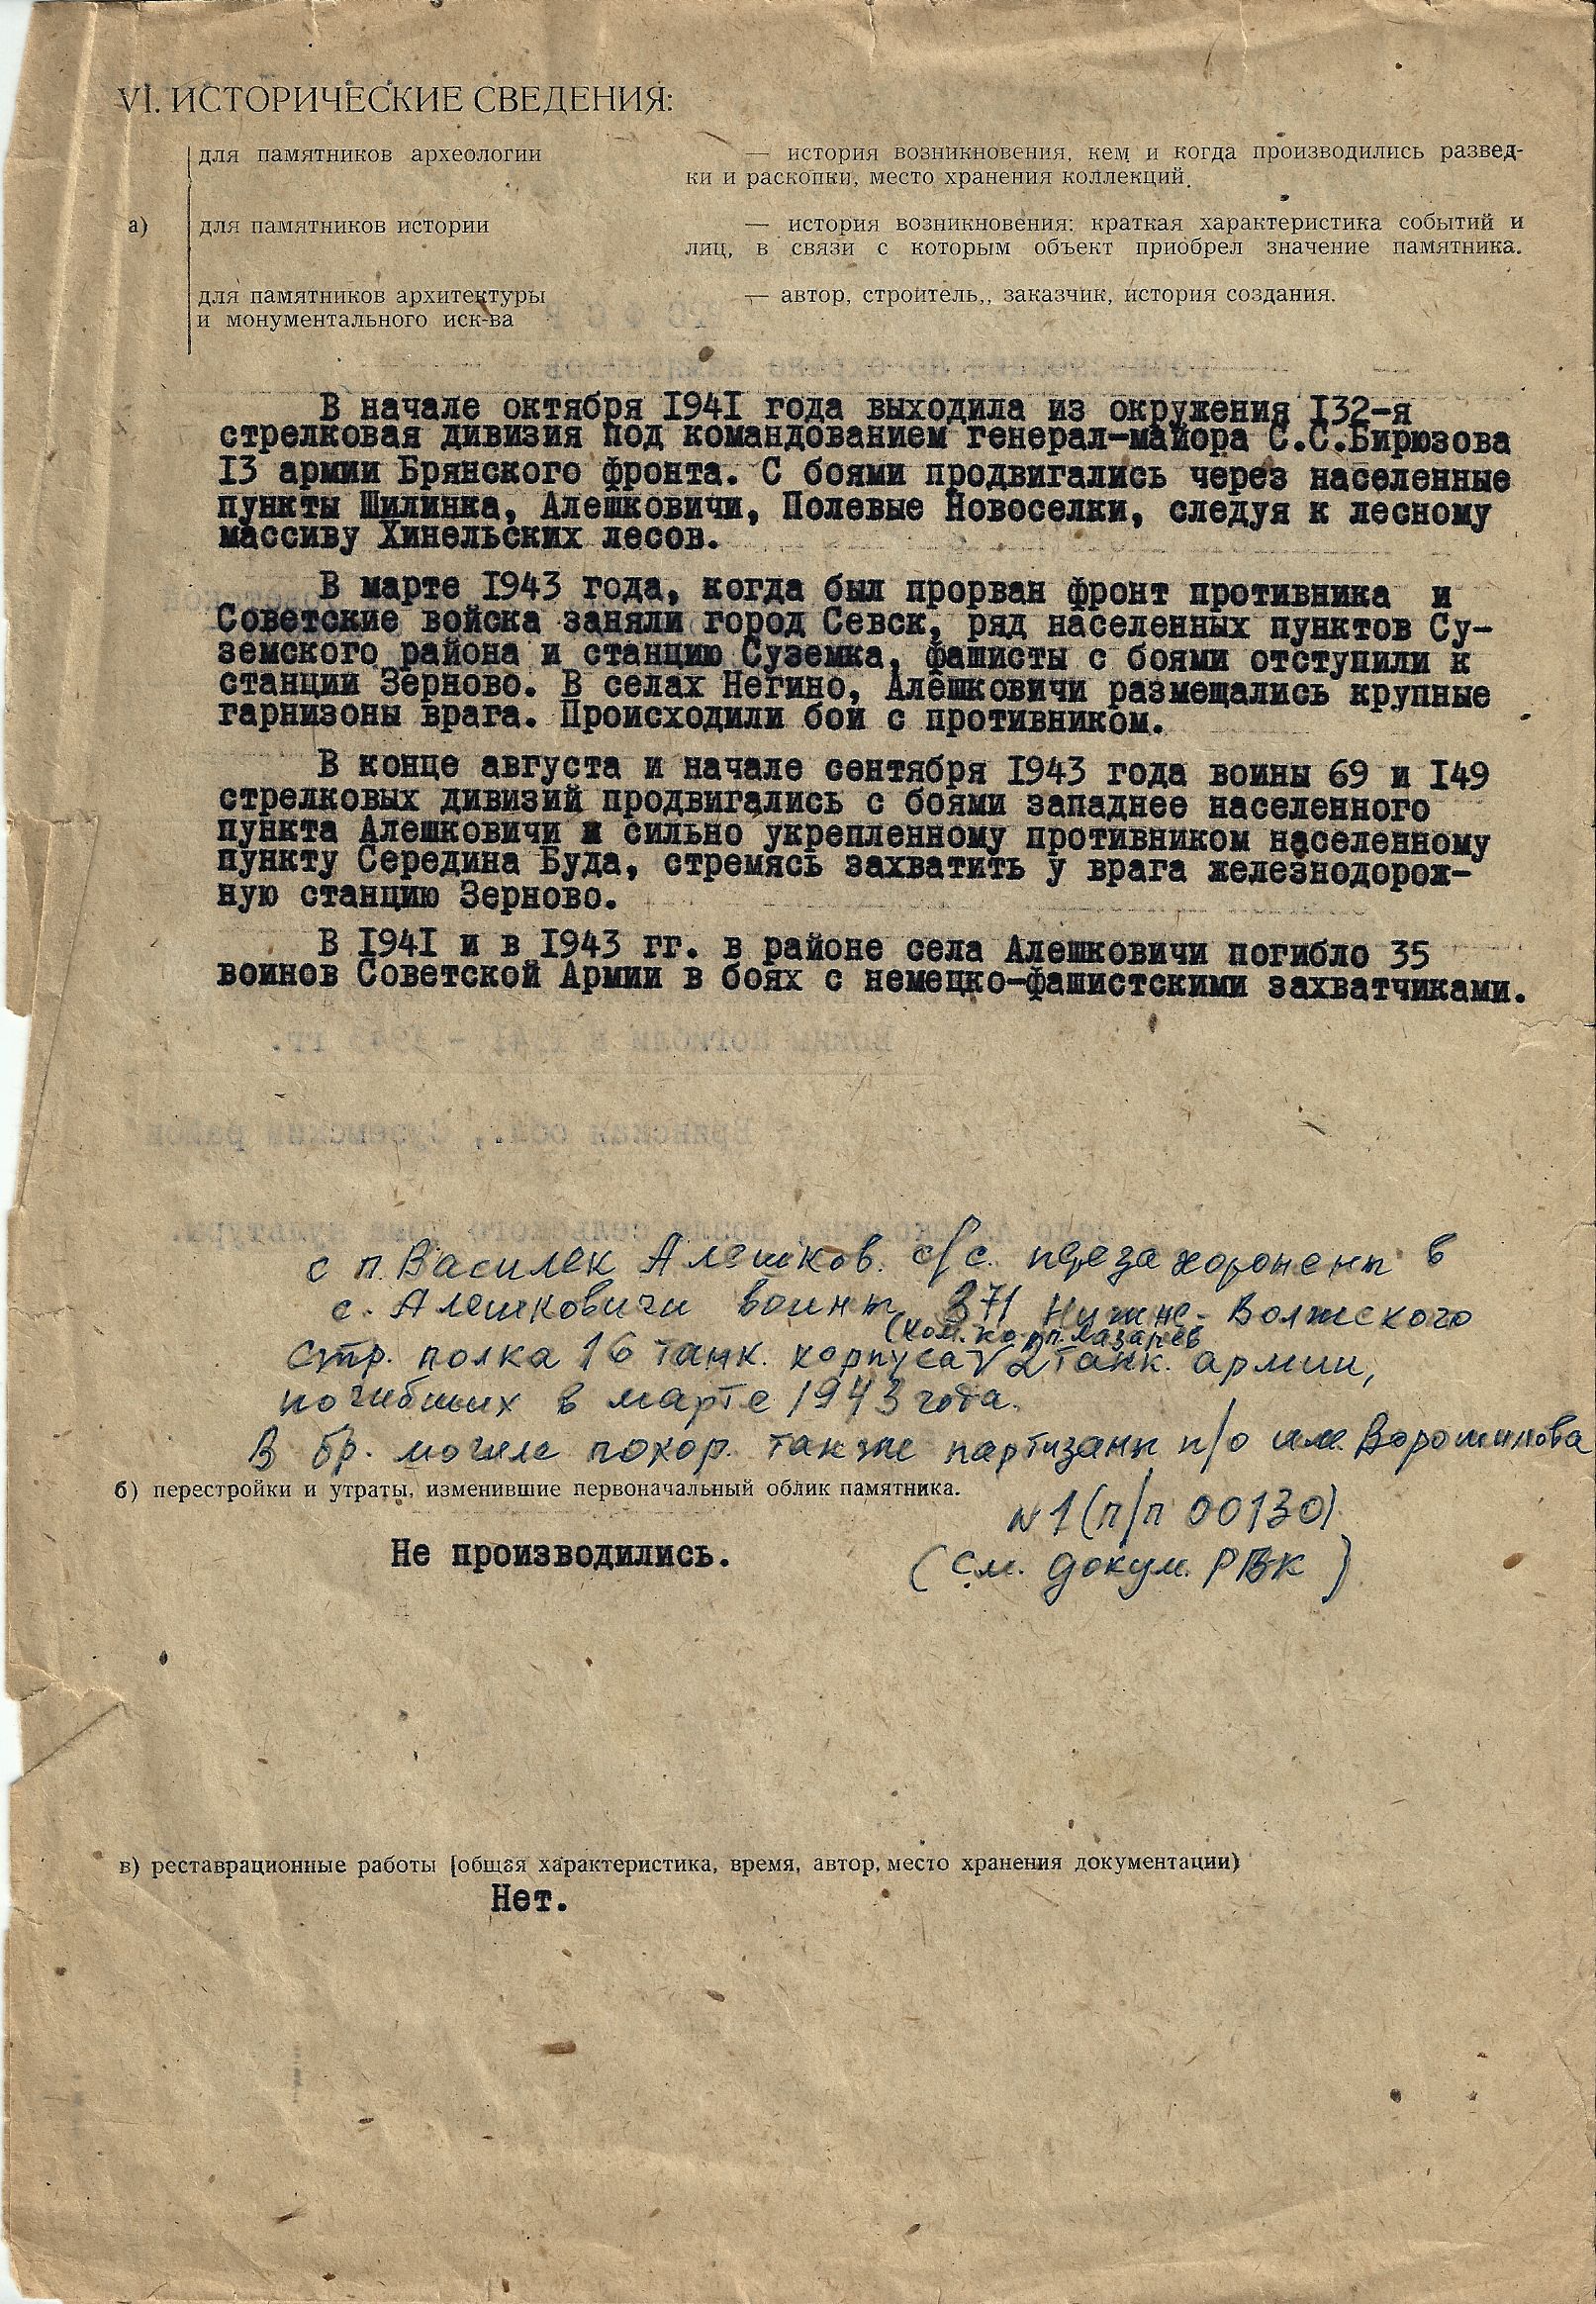 VI. ИСТОРИЧЕСКИЕ СВЕДЕНИЯ:
для памятников археологии — история возникновения, кем и когда производились развед-
ки и раскопки, место хранения коллекций.
а) для памятников истории — история возникновения: краткая характеристика событий и
лиц, в связи с которым объект приобрел значение памятника.
для памятников архитектуры — автор, строитель,, заказчик, история создания.
и монументального иск-ва
В начале октября 1941 года выходила из окружения 132-я
стрелковая дивизия под командованием генерал-майора С.С.Бирюзова
13 армии Брянского фронта. С боями продвигались через населенные
пункты Шилинка, Алешковичи, Полевые Новоселки, следуя к лесному
массиву Хинельских лесов.
В марте 1943 года, когда был прорван фронт противника и
Советские войска заняли город Севск, ряд населенных пунктов Су-
земского района и станцию Суземка, фашисты с боями отступили к
станции Зерново. В селах Негино, Алешковичи размещались крупные
гарнизоны врага. Происходили бои с противником.
В конце августа и начале сентября 1943 года воины 69 и 149
стрелковых дивизий продвигались с боями западнее населенного
пункта Алешковичи к сильно укрепленному противником населенному
пункту Середина Буда, стремясь захватить у врага железнодорож-
ную станцию Зерново.
В 1941 и в 1943 гг. в районе села Алешковичи погибло 35
воинов Советской Армии в боях с немецко-фашистскими захватчиками.
с п. Василек Алешков. с/с. перезахоронены в
с. Алешковичи воины 371 Нижне-Волжского
(ком. корп. Лазарев
стр. полка 16 танк. корпуса V 2 танк. армии,
погибших в марте 1943 года.
В бр. могиле похор. также партизаны п/о им. Ворошилова
б) перестройки и утраты, изменившие первоначальный облик памятника.
N 1 (п/п 00130)
Не производились.
(см. докум. РВК)
в) реставрационные работы [общая характеристика, время, автор, место хранения документации)
Нет.